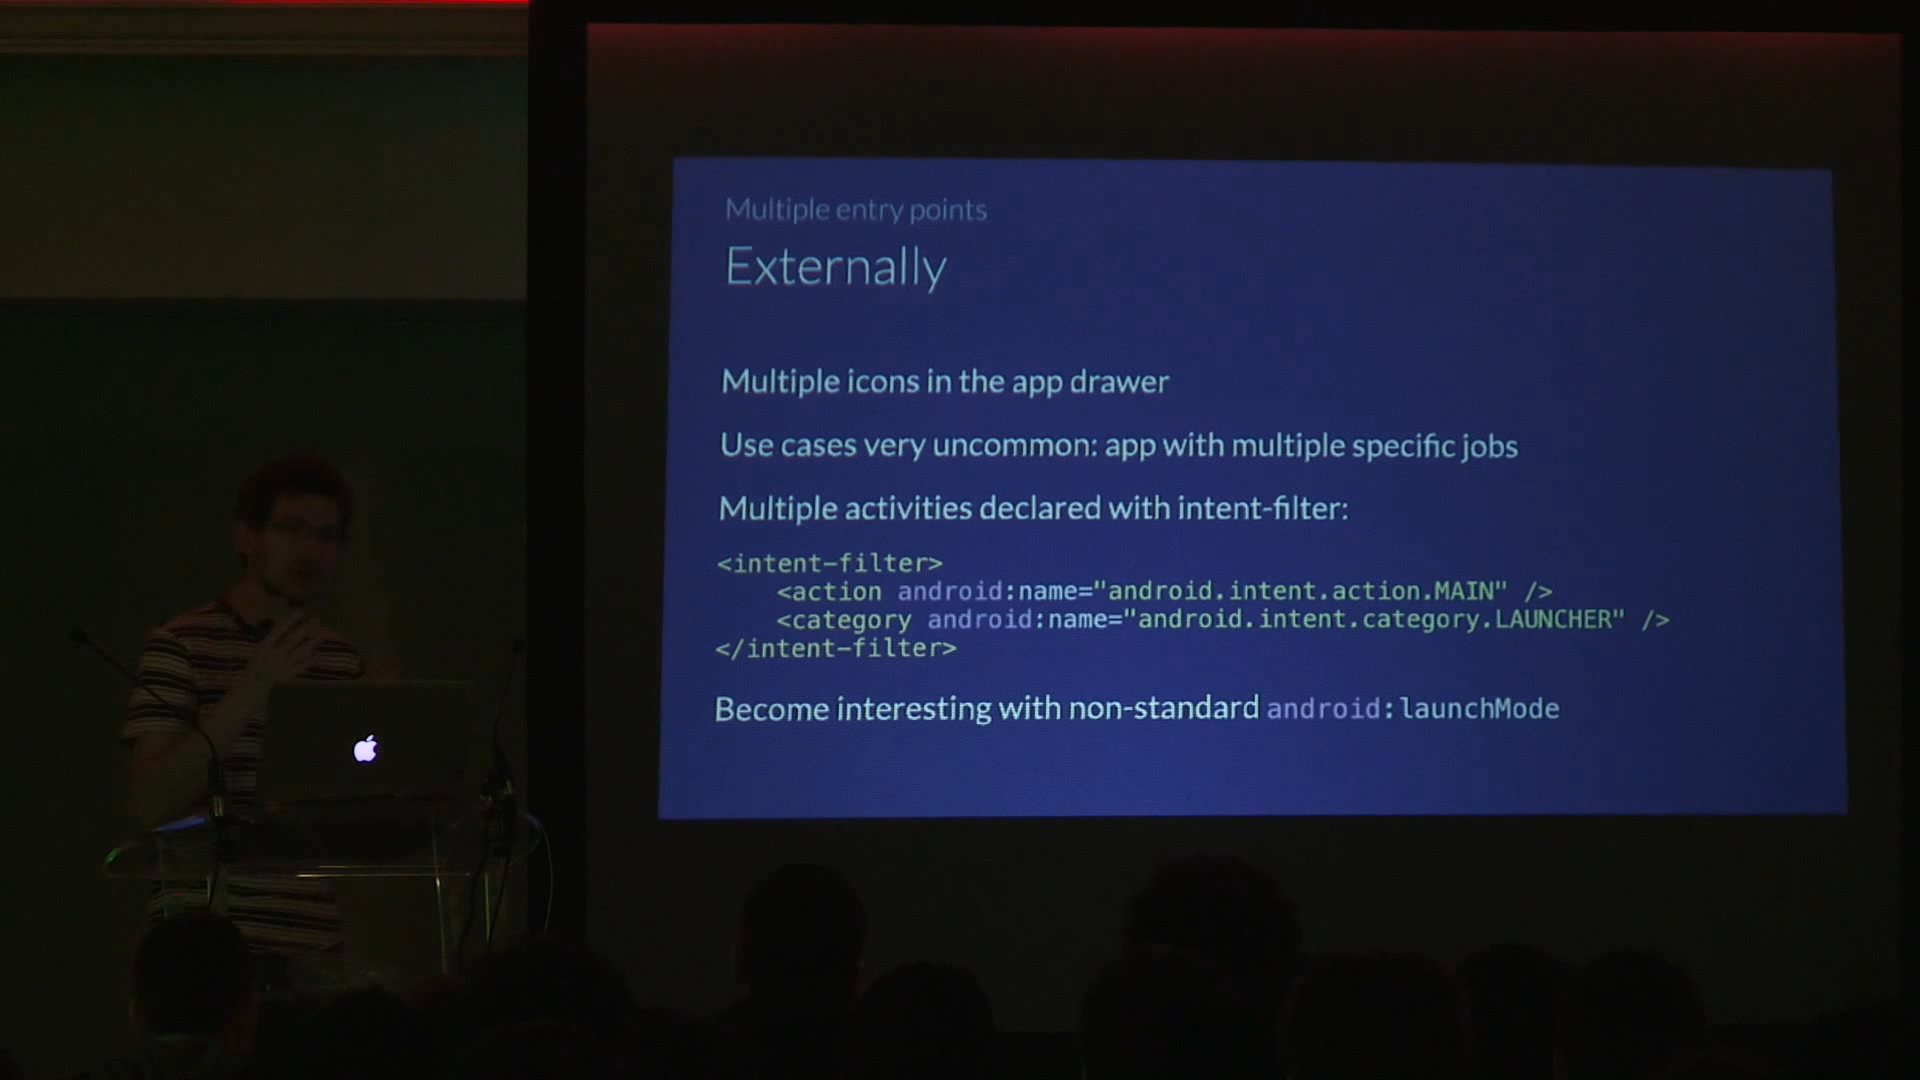 Multiple entry points
Externally
Multiple icons in the app drawer
Use cases very uncommon: app with multiple specific jobs
Multiple activities declared with intent-filter:
<intent-filter>
    <action android:name="android.intent.action.MAIN" />
    <category android:name="android.intent.category.LAUNCHER" />
</intent-filter>
Become interesting with non-standard android:launchMode